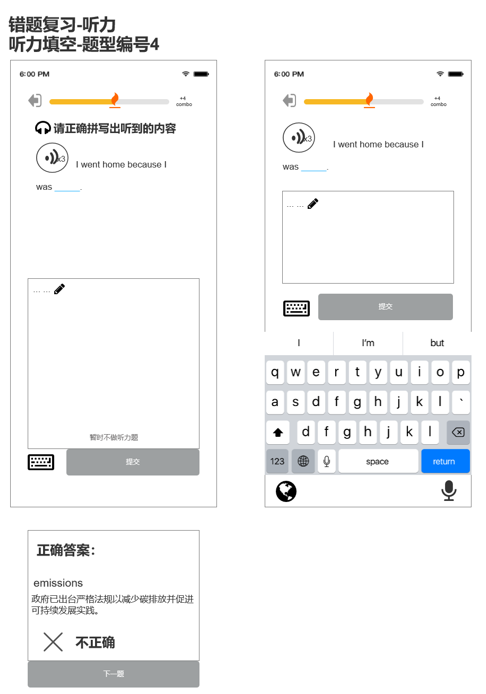 错题复习-听力
听力填空-题型编号4
6:00 PM
+4
combo
请正确拼写出听到的内容
x3
I went home because I
was ______.
... ...
暂时不做听力题
提交
6:00 PM
+4
combo
x3
I went home because I
was ______.
... ...
提交
I I'm but
q w e r t y u i o p
a s d f g h j k l `
d f g h j k l
123 space return
正确答案：
emissions
政府已出台严格法规以减少碳排放并促进
可持续发展实践。
不正确
下一题